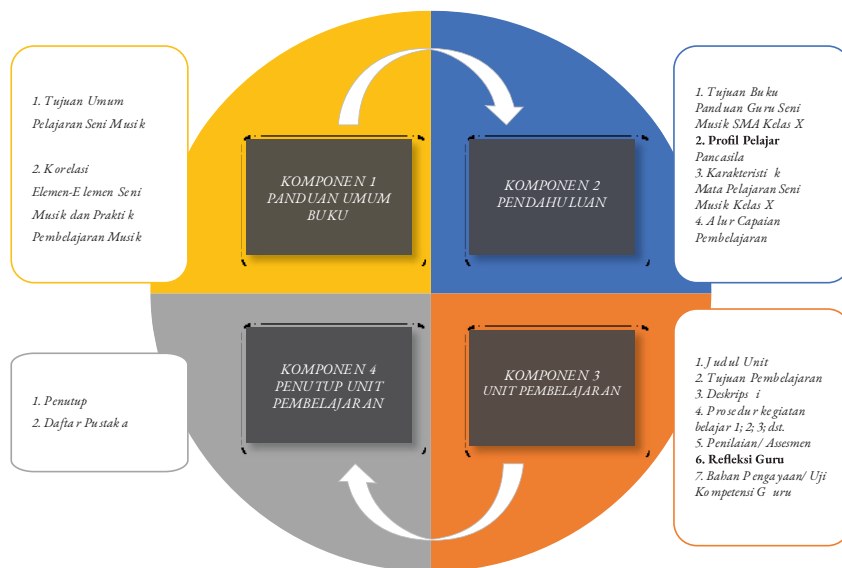 1. Tujuan Umum
Pelajaran Seni Musik
2. Korelasi
Elemen-Elemen Seni
Musik dan Praktik
Pembelajaran Musik
KOMPONEN 1
PANDUAN UMUM
BUKU
KOMPONEN 2
PENDAHULUAN
1. Tujuan Buku
Panduan Guru Seni
Musik SMA Kelas X
2. Profil Pelajar
Pancasila
3. Karakteristi k
Mata Pelajaran Seni
Musik Kelas X
4. Alur Capaian
Pembelajaran
KOMPONEN 4
PENUTUP UNIT
PEMBELAJARAN
1. Penutup
2. Daftar Pustaka
KOMPONEN 3
UNIT PEMBELAJARAN
1. Judul Unit
2. Tujuan Pembelajaran
3. Deskrips i
4. Prosedur kegiatan
belajar 1; 2; 3; dst.
5. Penilaian/ Assesmen
6. Refleksi Guru
7. Bahan Pengayaan/ Uji
Kompetensi G uru